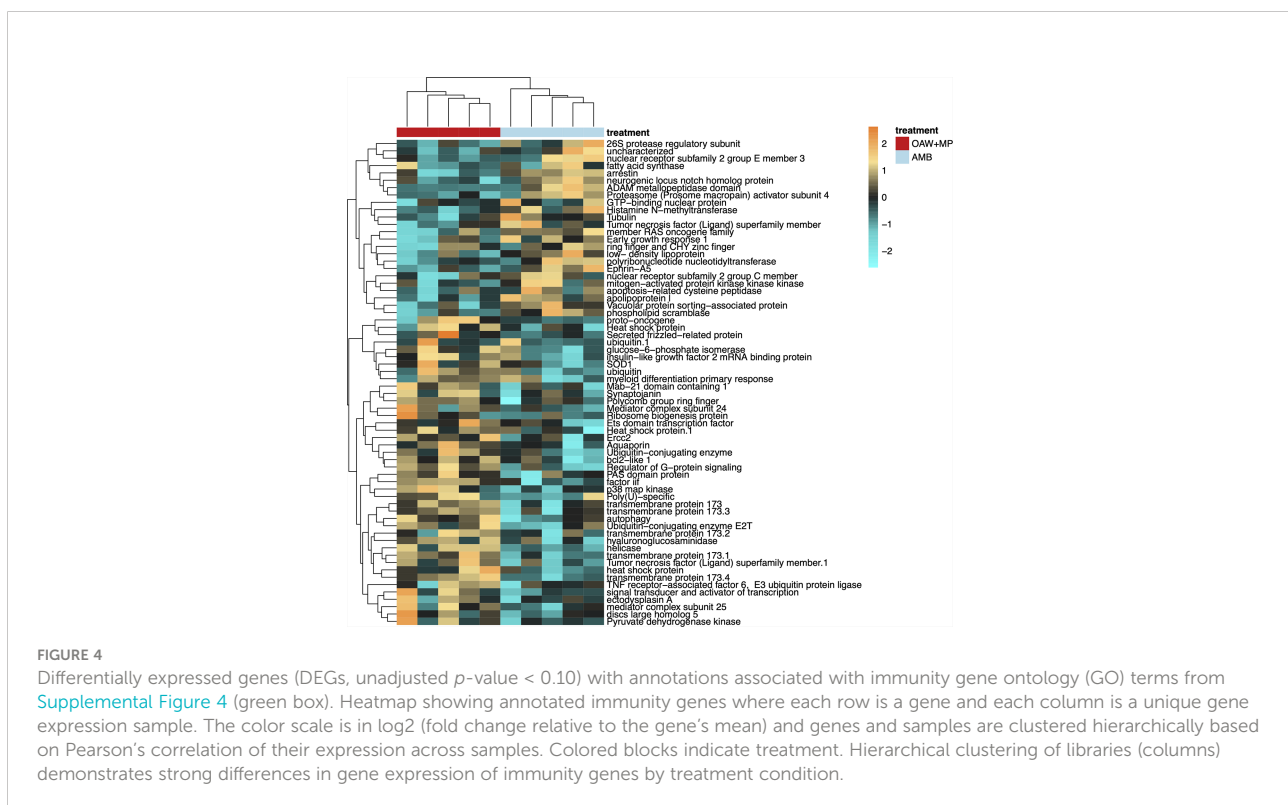 treatment
26S protease regulatory subunit
uncharacterized
nuclear receptor subfamily 2 group E member 3
fatty acid synthase
arrestin
neurogenic locus notch homolog protein
ADAM metallopeptidase domain
Proteasome (Prosome macropain) activator subunit 4
GTP-binding nuclear protein
Histamine N-methyltransferase
Tubulin
Tumor necrosis factor (Ligand) superfamily member
member RAS oncogene family
Early growth response 1
ring finger and CHY zinc finger
low- density lipoprotein
polyribonucleotide nucleotidyltransferase
Ephrin-A5
nuclear receptor subfamily 2 group C member
mitogen-activated protein kinase kinase kinase
apoptosis-related cysteine peptidase
apolipoprotein l
Vacuolar protein sorting-associated protein
phospholipid scramblase
proto-oncogene
Heat shock protein
Secreted frizzled-related protein
ubiquitin.1
glucose-6-phosphate isomerase
insulin-like growth factor 2 mRNA binding protein
SOD1
ubiquitin
myeloid differentiation primary response
Mab-21 domain containing 1
Synaptojanin
Polycomb group ring finger
Mediator complex subunit 24
Ribosome biogenesis protein
Ets domain transcription factor
Heat shock protein.1
Ercc2
Aquaporin
Ubiquitin-conjugating enzyme
bcl2-like 1
Regulator of G-protein signaling
PAS domain protein
factor iif
p38 map kinase
Poly(U)-specific
transmembrane protein 173
transmembrane protein 173.3
autophagy
Ubiquitin-conjugating enzyme E2T
transmembrane protein 173.2
hyaluronoglucosaminidase
helicase
transmembrane protein 173.1
Tumor necrosis factor (Ligand) superfamily member.1
heat shock protein
transmembrane protein 173.4
TNF receptor-associated factor 6, E3 ubiquitin protein ligase
signal transducer and activator of transcription
ectodysplasin A
mediator complex subunit 25
discs large homolog 5
Pyruvate dehydrogenase kinase
2
1
0
-1
-2
treatment
OAW+MP
AMB
FIGURE 4
Differentially expressed genes (DEGs, unadjusted p-value < 0.10) with annotations associated with immunity gene ontology (GO) terms from
Supplemental Figure 4 (green box). Heatmap showing annotated immunity genes where each row is a gene and each column is a unique gene
expression sample. The color scale is in log2 (fold change relative to the gene's mean) and genes and samples are clustered hierarchically based
on Pearson's correlation of their expression across samples. Colored blocks indicate treatment. Hierarchical clustering of libraries (columns)
demonstrates strong differences in gene expression of immunity genes by treatment condition.